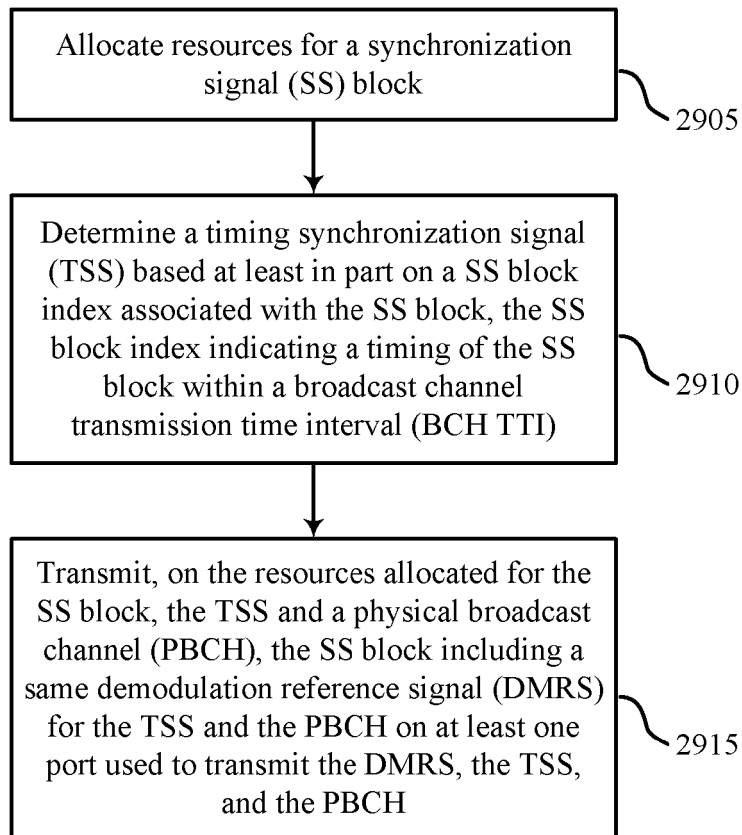 Allocate resources for a synchronization
signal (SS) block
2905
Determine a timing synchronization signal
(TSS) based at least in part on a SS block
index associated with the SS block, the SS
block index indicating a timing of the SS
block within a broadcast channel
transmission time interval (BCH TTI)
2910
Transmit, on the resources allocated for the
SS block, the TSS and a physical broadcast
channel (PBCH), the SS block including a
same demodulation reference signal (DMRS)
for the TSS and the PBCH on at least one
port used to transmit the DMRS, the TSS,
and the PBCH
2915